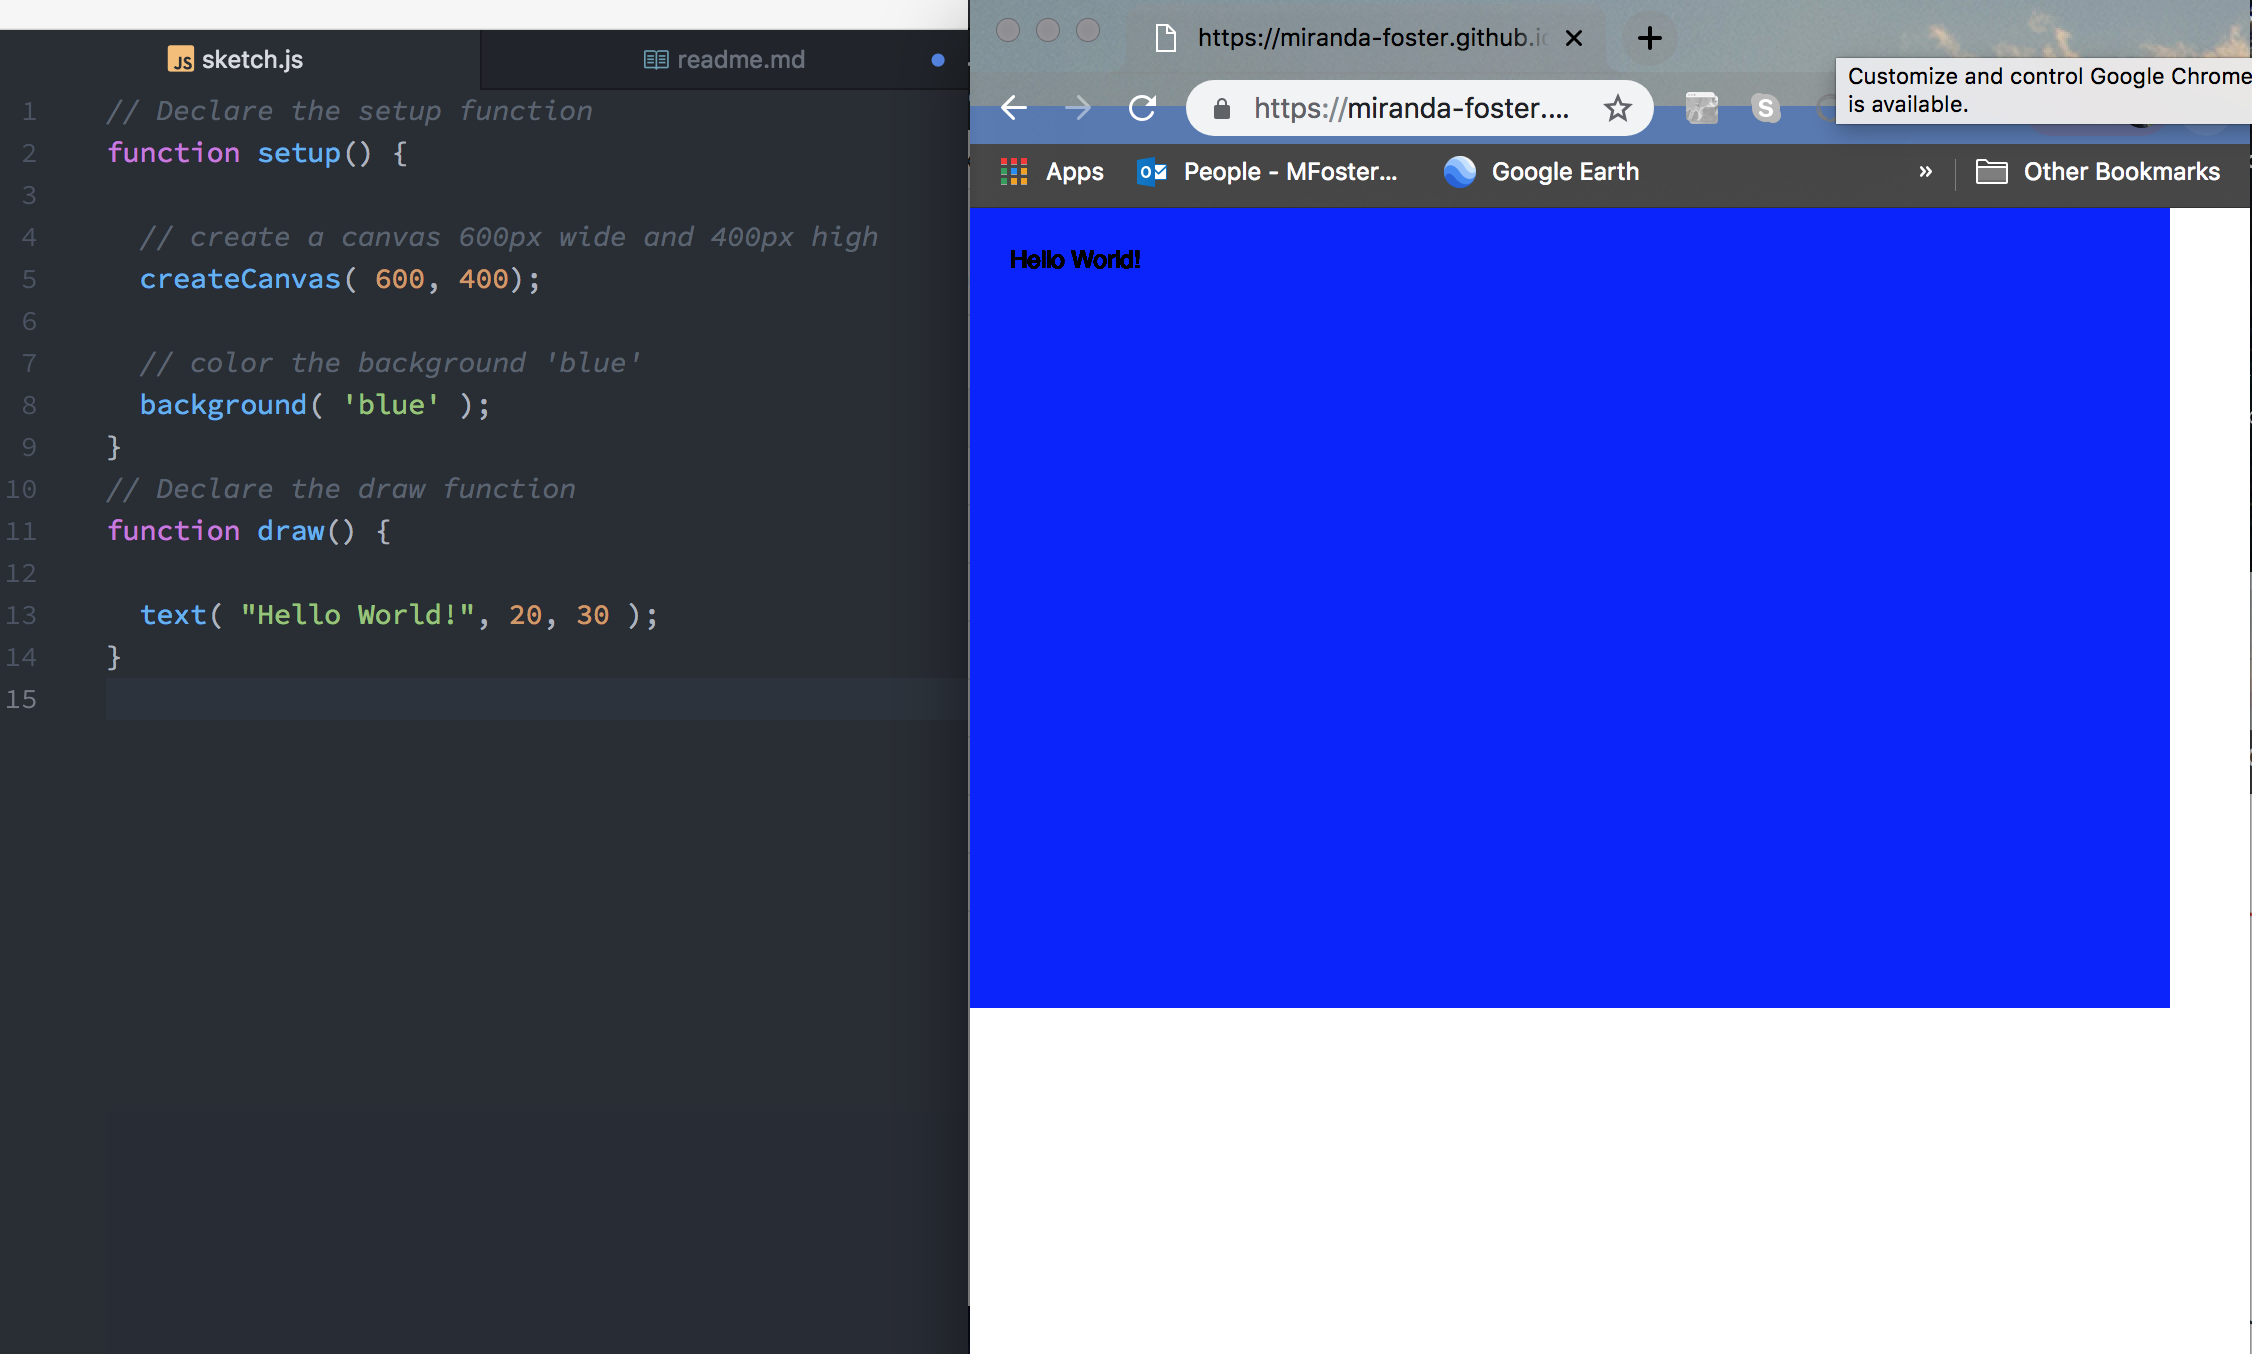 sketch.js
readme.md
1 // Declare the setup function
2 function setup() {
3
4 // create a canvas 600px wide and 400px high
5 createCanvas( 600, 400);
6
7 // color the background 'blue'
8 background( 'blue' );
9 }
10 // Declare the draw function
11 function draw() {
12
13 text( "Hello World!", 20, 30 );
14 }
15
https://miranda-foster.github.io
Customize and control Google Chrome
is available.
https://miranda-foster....
S
Apps
People - MFoster...
Google Earth
»
Other Bookmarks
Hello World!